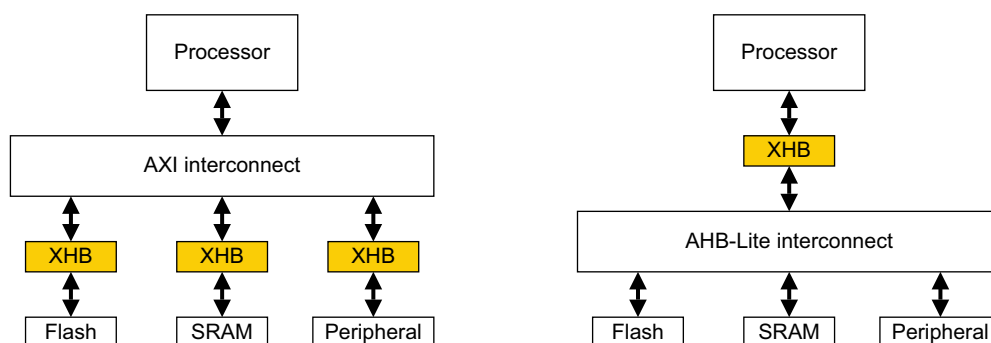 Processor
AXI interconnect
XHB
XHB
XHB
Flash
SRAM
Peripheral
Processor
XHB
AHB-Lite interconnect
Flash
SRAM
Peripheral